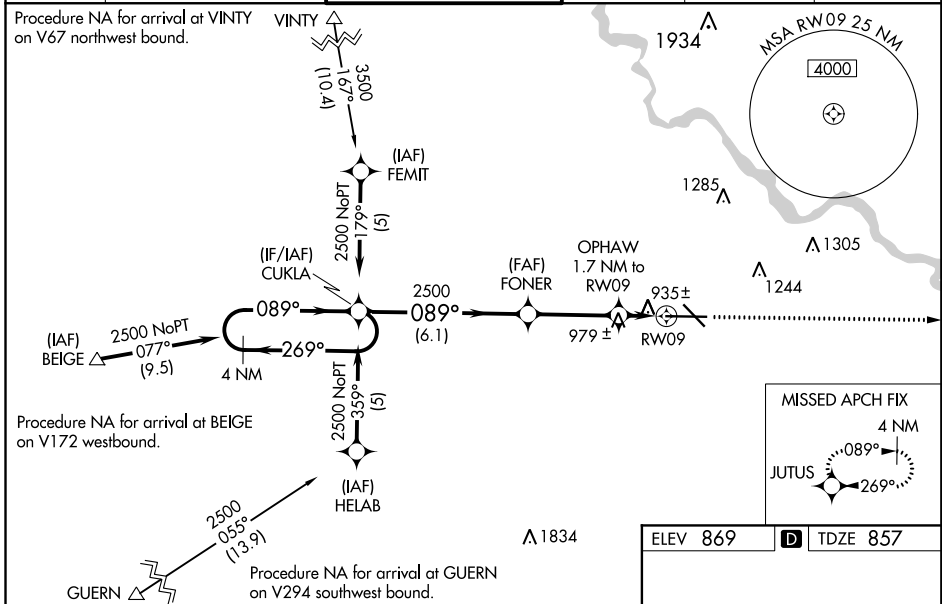 Procedure NA for arrival at VINTY
on V67 northwest bound.
VINTY
3500
167°
(10.4)
(IAF)
FEMIT
2500 NoPT
179°
(5)
1934
MSA RW09 25 NM
4000
1285
1305
1244
(IF/IAF)
CUKLA
089°
269°
4 NM
(IAF)
BEIGE
2500 NoPT
077°
(9.5)
2500
089°
(6.1)
(FAF)
FONER
OPHAW
1.7 NM to
RW09
935±
979 ±
RW09
2500 NoPT
359°
(5)
(IAF)
HELAB
Procedure NA for arrival at BEIGE
on V172 westbound.
2500
055°
(13.9)
GUERN
Procedure NA for arrival at GUERN
on V294 southwest bound.
1834
MISSED APCH FIX
4 NM
089°
JUTUS
269°
ELEV 869
D
TDZE 857